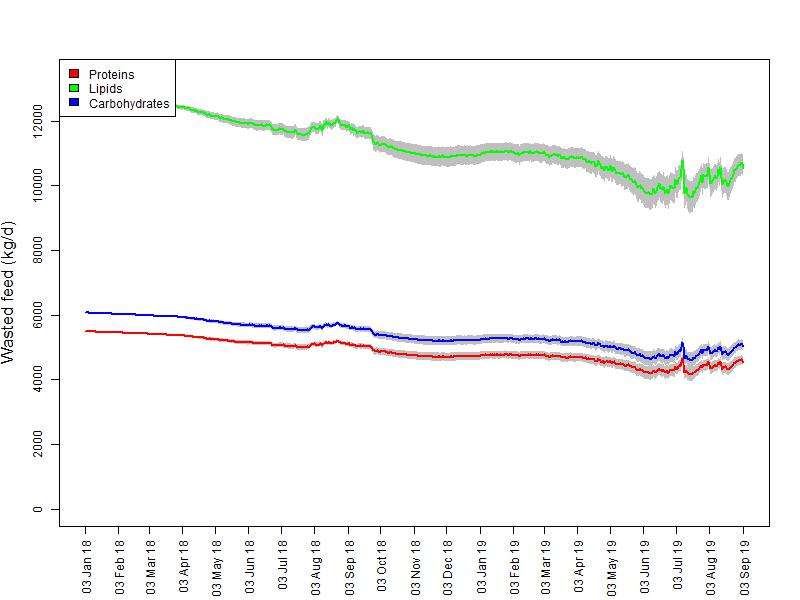 Proteins
Lipids
Carbohydrates
Wasted feed (kg/d)
12000
10000
8000
6000
4000
2000
0
03 Jan 18
03 Feb 18
03 Mar 18
03 Apr 18
03 May 18
03 Jun 18
03 Jul 18
03 Aug 18
03 Sep 18
03 Oct 18
03 Nov 18
03 Dec 18
03 Jan 19
03 Feb 19
03 Mar 19
03 Apr 19
03 May 19
03 Jun 19
03 Jul 19
03 Aug 19
03 Sep 19